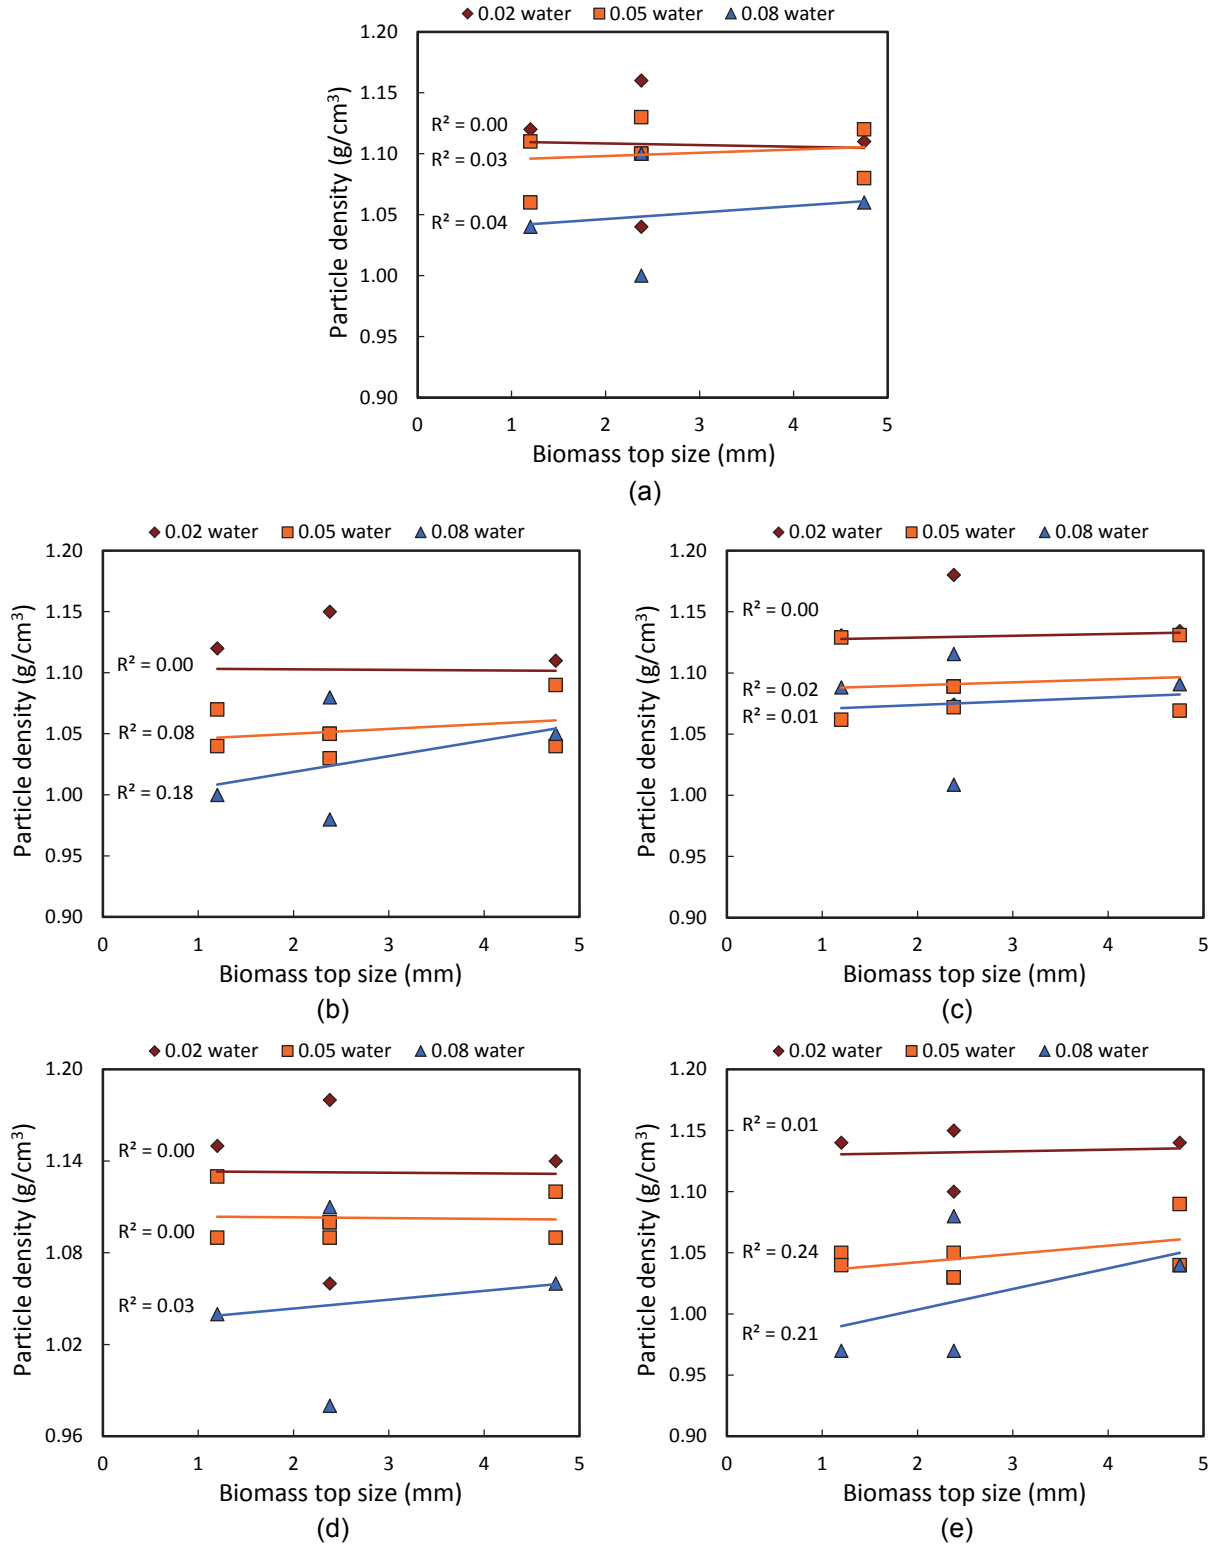 0.02 water 0.05 water 0.08 water
1.20
1.15
1.10
1.05
1.00
0.95
0.90
Particle density (g/cm³)
R² = 0.00
R² = 0.03
R² = 0.04
0 1 2 3 4 5
Biomass top size (mm)
(a)
0.02 water 0.05 water 0.08 water
1.20
1.15
1.10
1.05
1.00
0.95
0.90
Particle density (g/cm³)
R² = 0.00
R² = 0.08
R² = 0.18
0 1 2 3 4 5
Biomass top size (mm)
(b)
0.02 water 0.05 water 0.08 water
1.20
1.15
1.10
1.05
1.00
0.95
0.90
Particle density (g/cm³)
R² = 0.00
R² = 0.02
R² = 0.01
0 1 2 3 4 5
Biomass top size (mm)
(c)
0.02 water 0.05 water 0.08 water
1.20
1.14
1.08
1.02
0.96
Particle density (g/cm³)
R² = 0.00
R² = 0.00
R² = 0.03
0 1 2 3 4 5
Biomass top size (mm)
(d)
0.02 water 0.05 water 0.08 water
1.20
1.15
1.10
1.05
1.00
0.95
0.90
Particle density (g/cm³)
R² = 0.01
R² = 0.24
R² = 0.21
0 1 2 3 4 5
Biomass top size (mm)
(e)